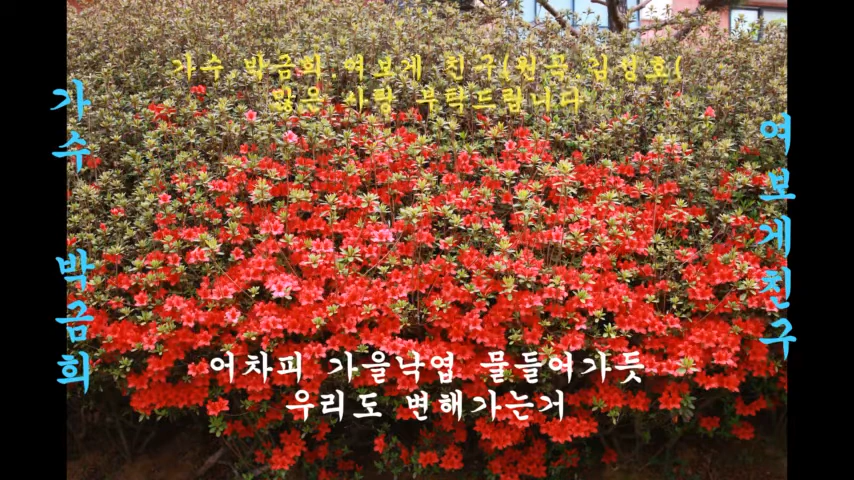 가수 박금희.여보게 친구(원곡.김성호(
많은 사랑 부탁드립니다
가수 박금희
여보게친구
어차피 가을낙엽 물들어가듯
우리도 변해가는거